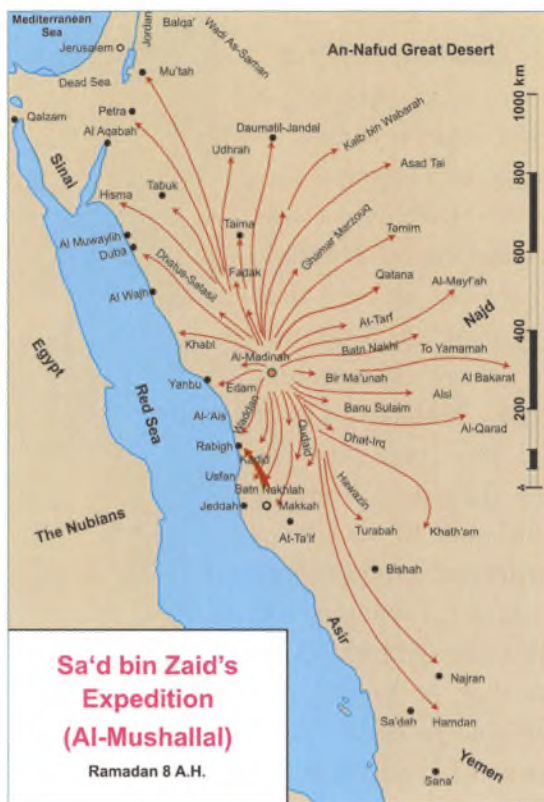 Mediterranean
Sea
Jerusalem
Jordan
Balqa'
Wadi As-Saman
An-Nafud Great Desert
Dead Sea
Mu'tah
1000 km
Petra
Qalzam
Al Aqabah
Daumatil-Jandal
Kalb bin Wabarah
Udhrah
Asad Tai
Sinai
Hisma
Tabuk
800
Al Muwaylih
Duba
Taima
Ghamar Marzouq
Tamim
600
Dhatus-Salasil
Fadak
Qatana
Al-Mayf'ah
Al Wajh
At-Tarf
Najd
Egypt
Khabt
Al-Madinah
Batn Nakhl
To Yamamah
400
Yanbu
Edam
Bir Ma'unah
Al Bakarat
Red Sea
Al-'Ais
Waddan
Banu Sulaim
Alsi
200
Rabigh
Qudaid
Dhat-Irq
Al-Qarad
Kadid
Usfan
Batn Nakhlah
Hawazin
4
Jeddah
Makkah
The Nubians
At-Ta'if
Turabah
Khath'am
Bishah
Asir
Sa'd bin Zaid's
Expedition
(Al-Mushallal)
Ramadan 8 A.H.
Najran
Sa'dah
Hamdan
Yemen
Sana'